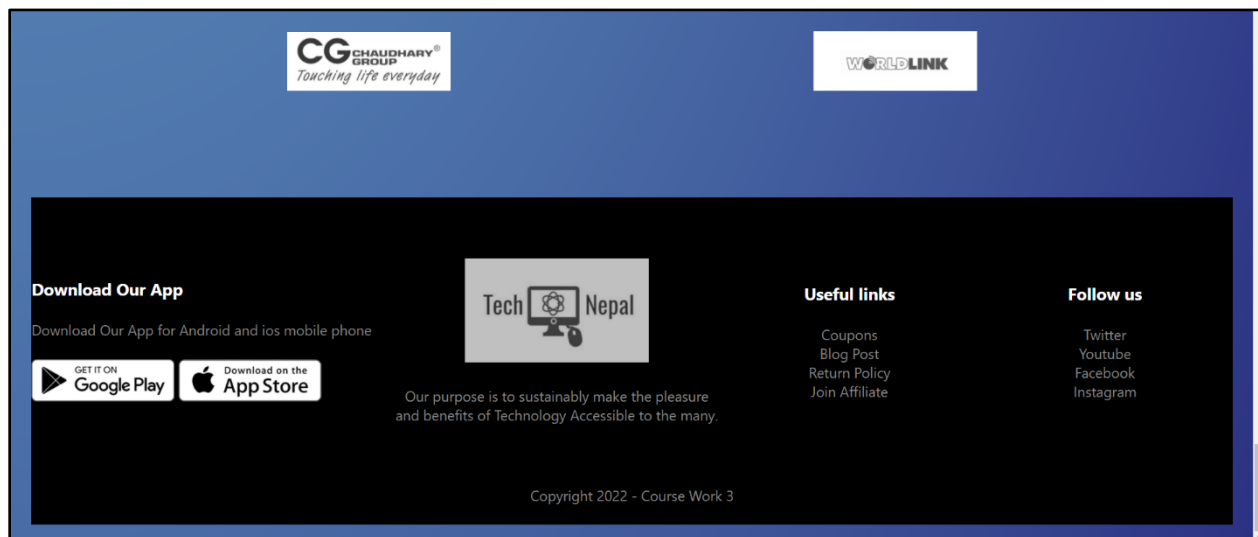 CG CHAUDHARY®
GROUP
Touching life everyday
WORLDLINK
Download Our App
Download Our App for Android and ios mobile phone
GET IT ON
Google Play
Download on the
App Store
Tech Nepal
Our purpose is to sustainably make the pleasure
and benefits of Technology Accessible to the many.
Useful links
Coupons
Blog Post
Return Policy
Join Affiliate
Follow us
Twitter
Youtube
Facebook
Instagram
Copyright 2022 - Course Work 3